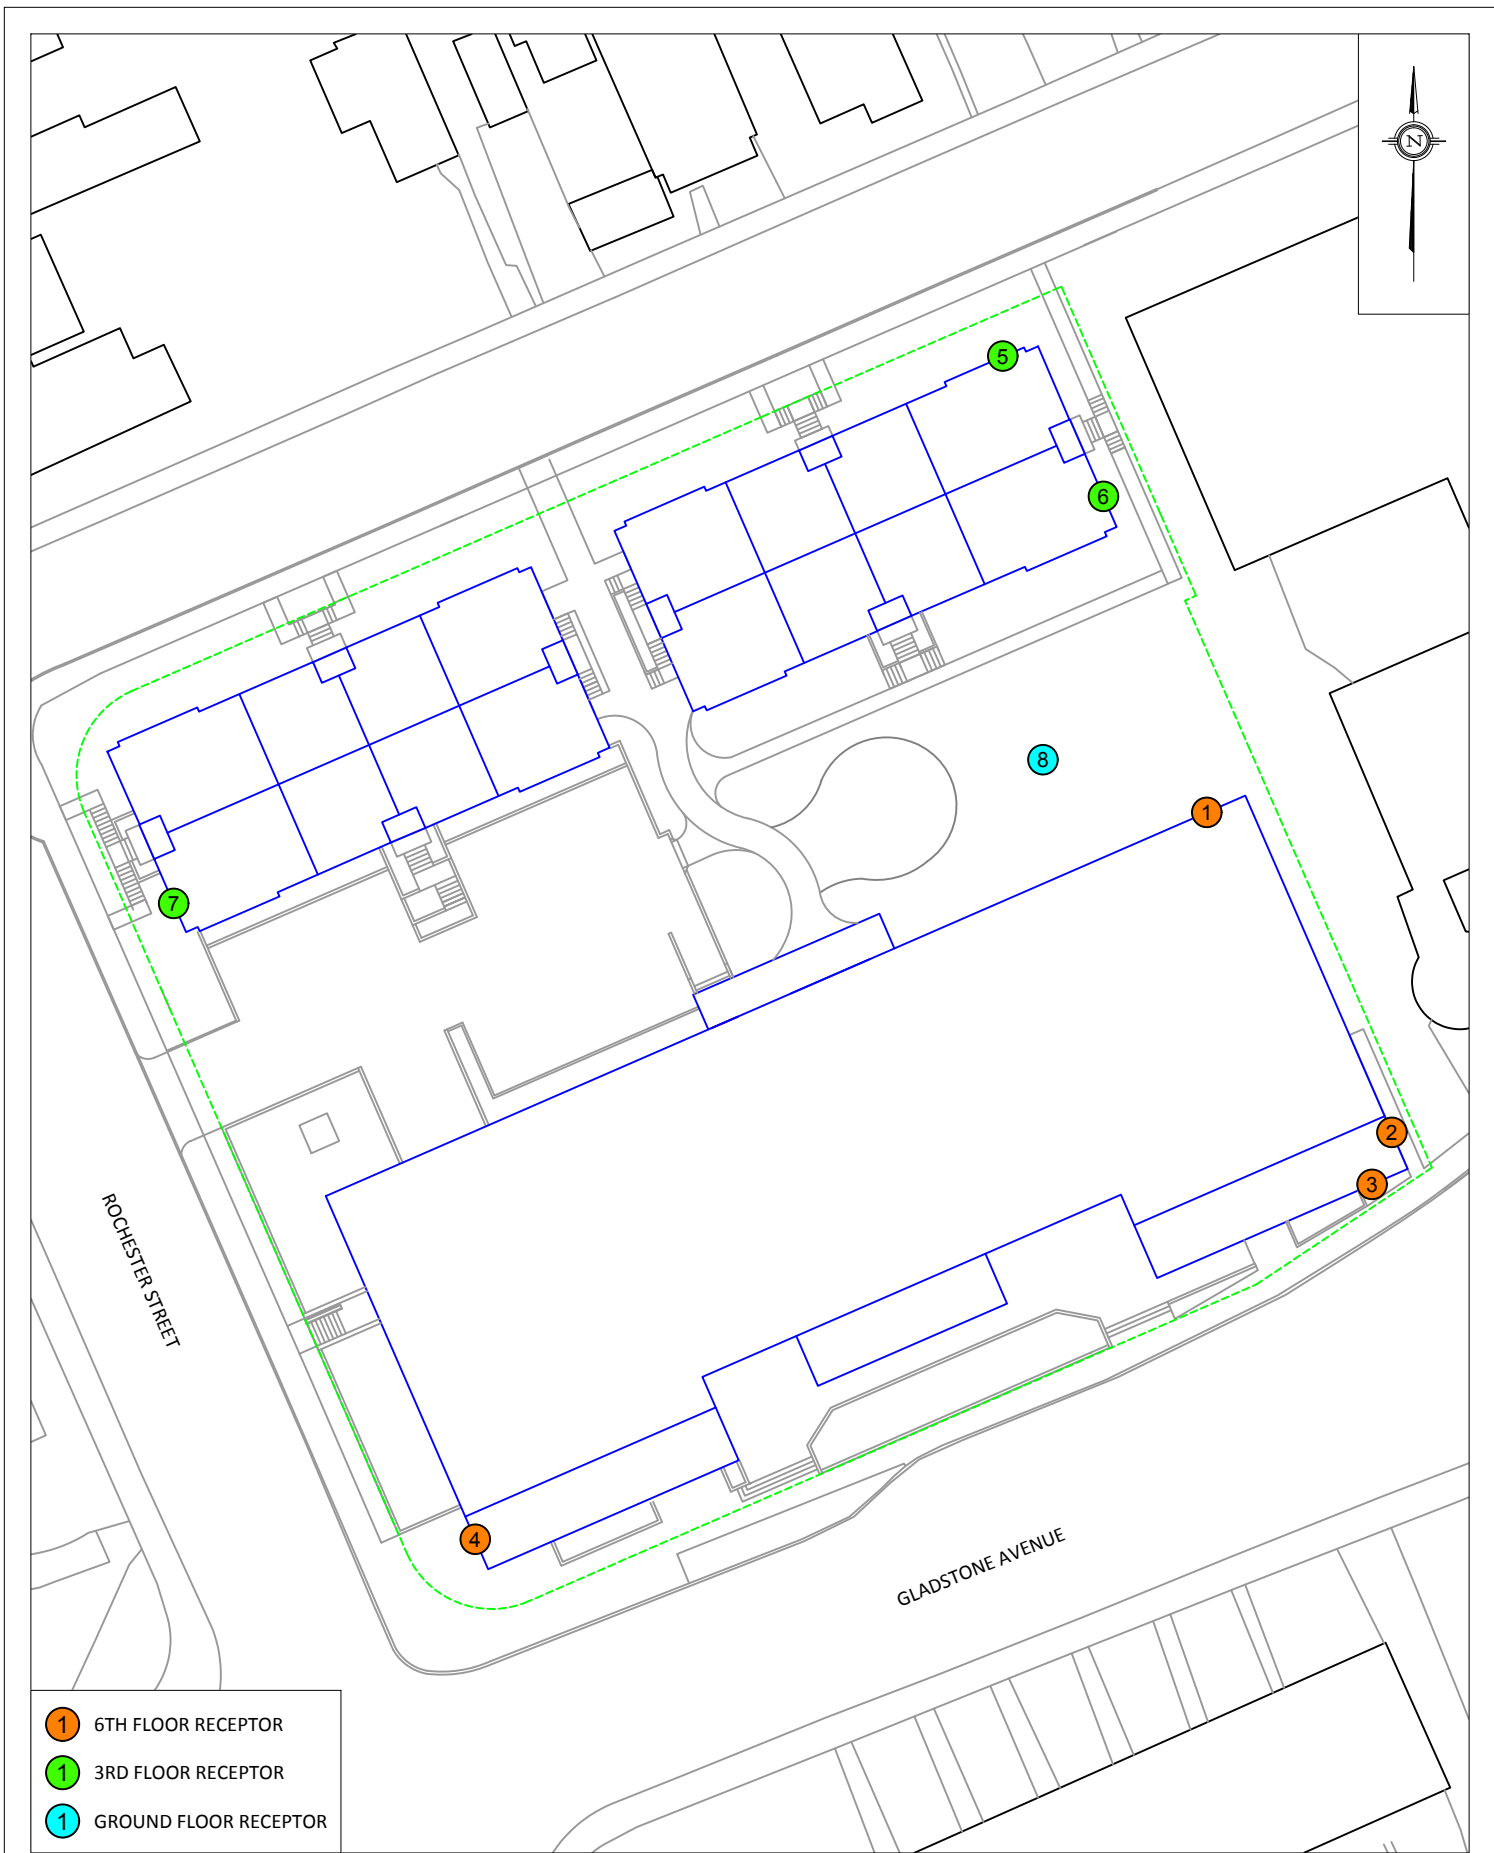 N
5
6
8
1
7
2
3
ROCHESTER STREET
4
GLADSTONE AVENUE
1 6TH FLOOR RECEPTOR
1 3RD FLOOR RECEPTOR
1 GROUND FLOOR RECEPTOR